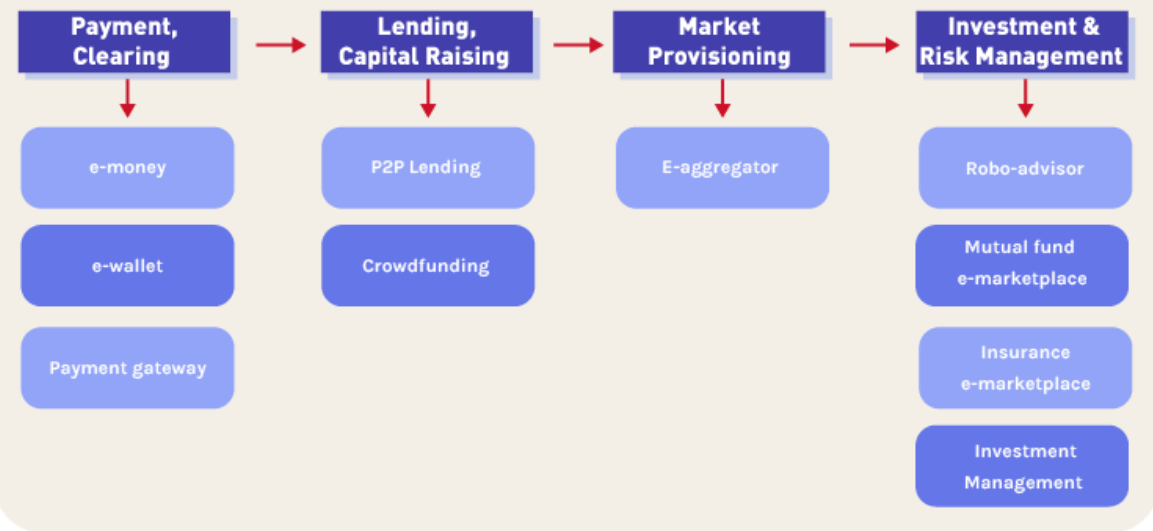 Payment,
Clearing
Lending,
Capital Raising
Market
Provisioning
Investment &
Risk Management
e-money
e-wallet
Payment gateway
P2P Lending
Crowdfunding
E-aggregator
Robo-advisor
Mutual fund
e-marketplace
Insurance
e-marketplace
Investment
Management